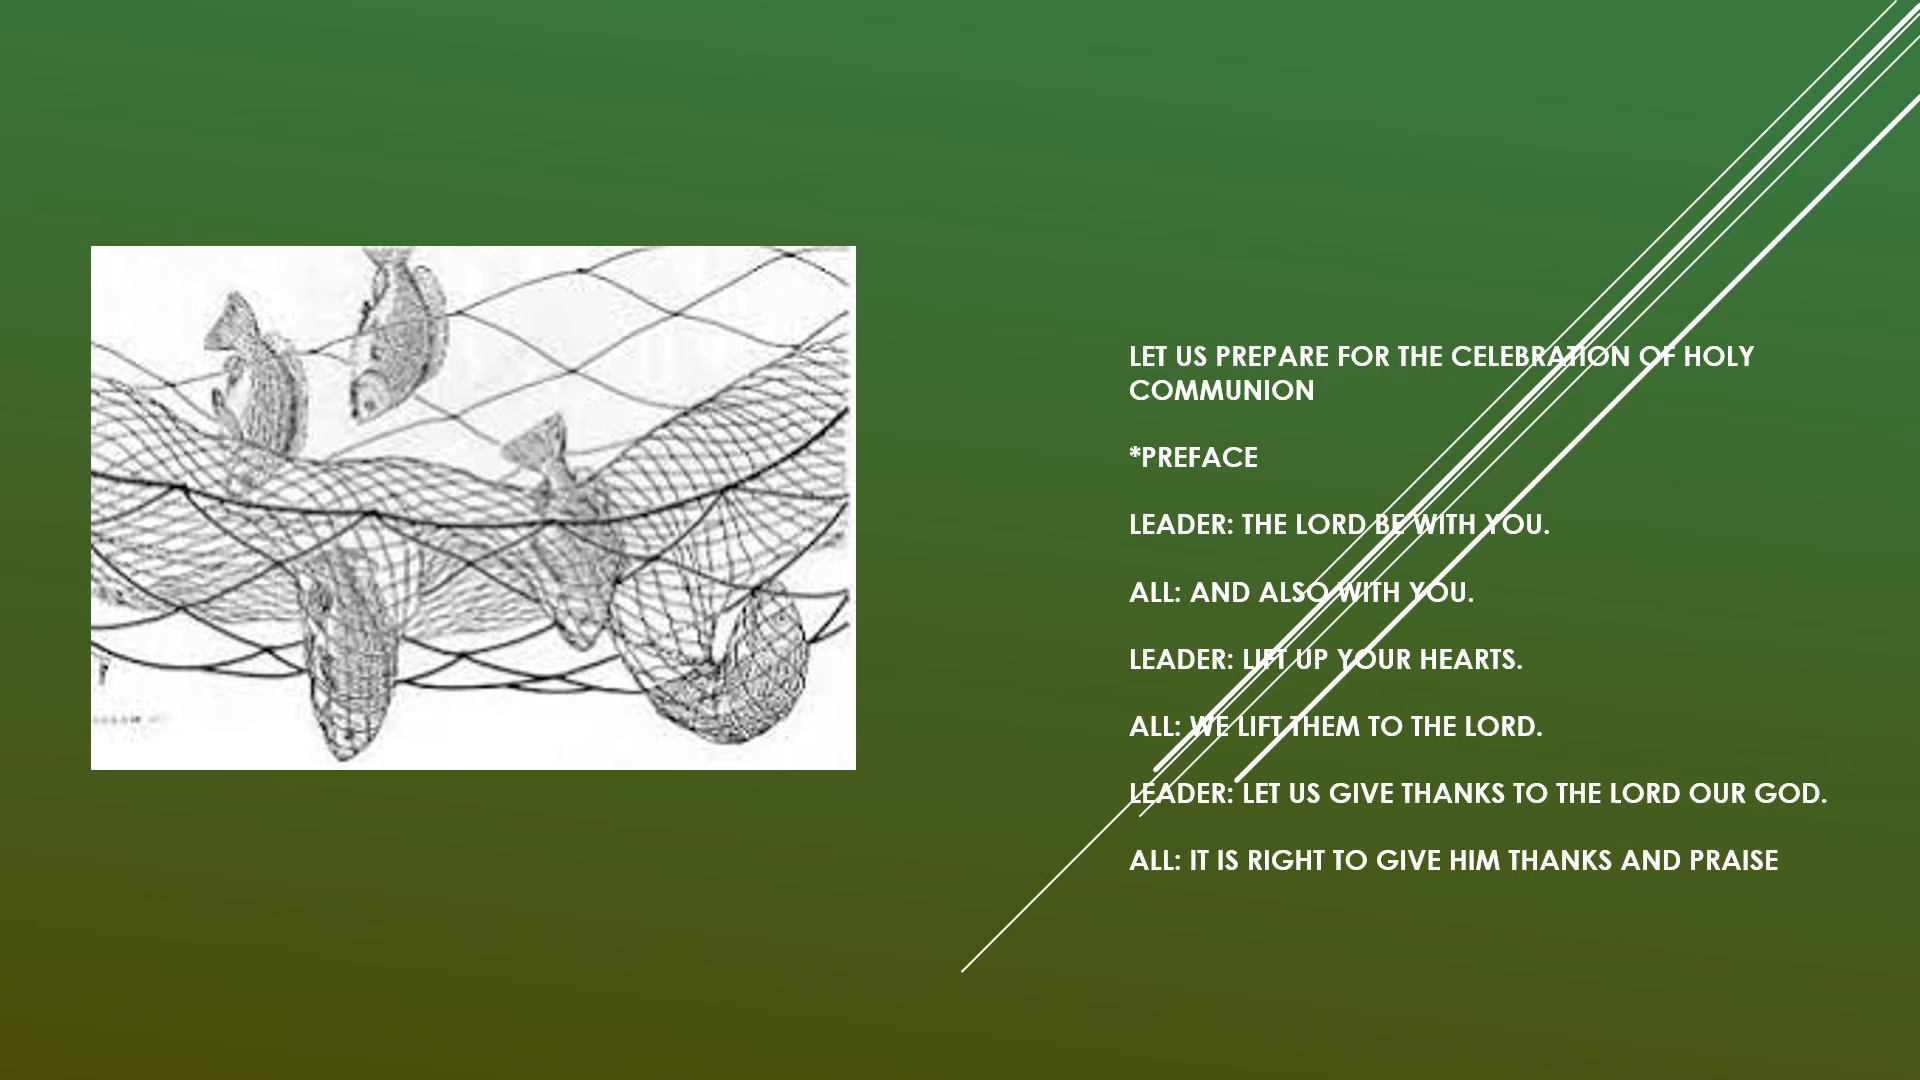 LET US PREPARE FOR THE CELEBRATION OF HOLY
COMMUNION
*PREFACE
LEADER: THE LORD BE WITH YOU.
ALL: AND ALSO WITH YOU.
LEADER: LIFT UP YOUR HEARTS.
ALL: WE LIFT THEM TO THE LORD.
LEADER: LET US GIVE THANKS TO THE LORD OUR GOD.
ALL: IT IS RIGHT TO GIVE HIM THANKS AND PRAISE